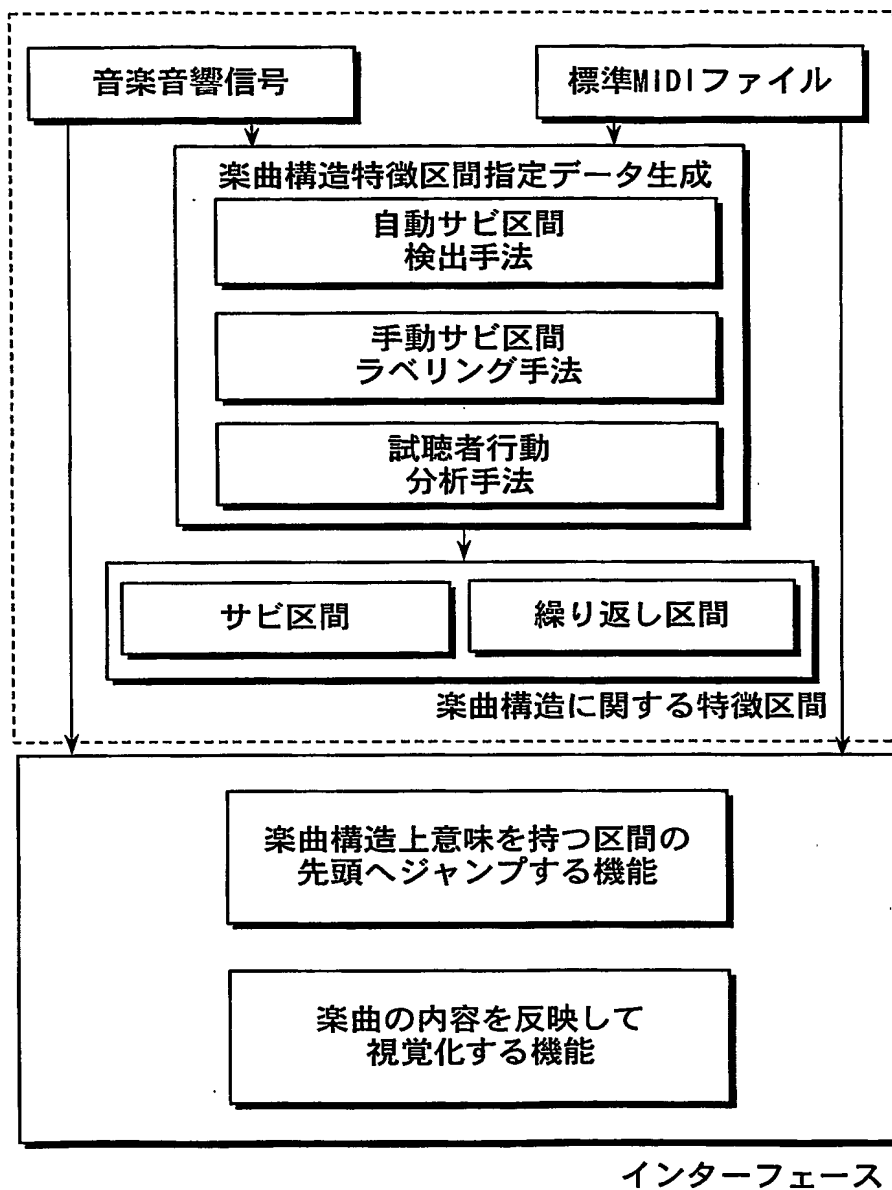 音楽音響信号
標準MIDIファイル
楽曲構造特徴区間指定データ生成
自動サビ区間
検出手法
手動サビ区間
ラベリング手法
試聴者行動
分析手法
サビ区間
繰り返し区間
楽曲構造に関する特徴区間
楽曲構造上意味を持つ区間の
先頭へジャンプする機能
楽曲の内容を反映して
視覚化する機能
インターフェース